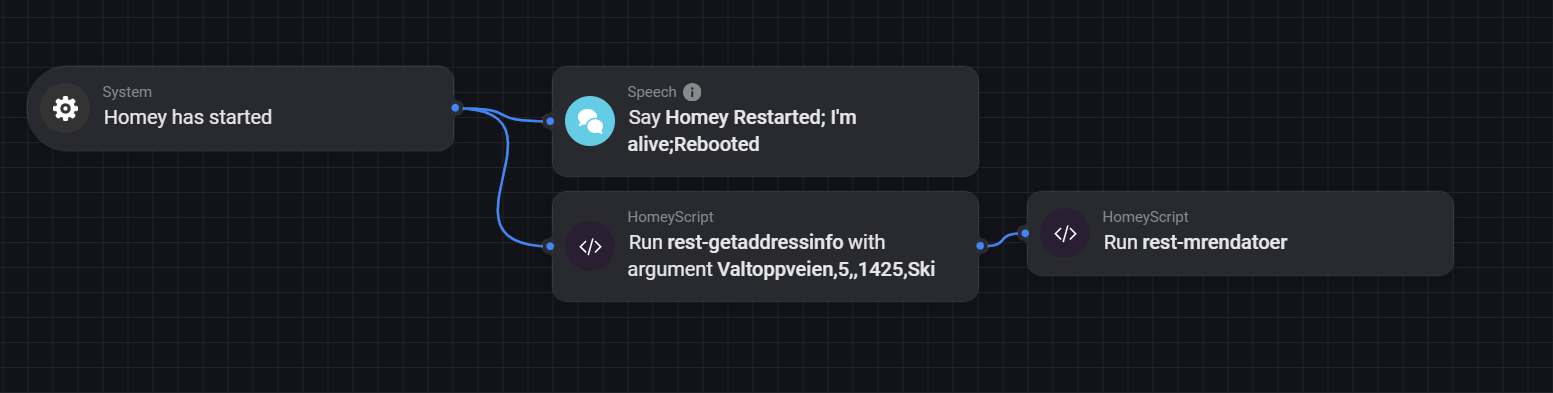 System
Homey has started
Speech
Say Homey Restarted; I'm
alive;Rebooted
HomeyScript
Run rest-getaddressinfo with
argument Valtoppveien,5,,1425,Ski
HomeyScript
Run rest-mrendatoer